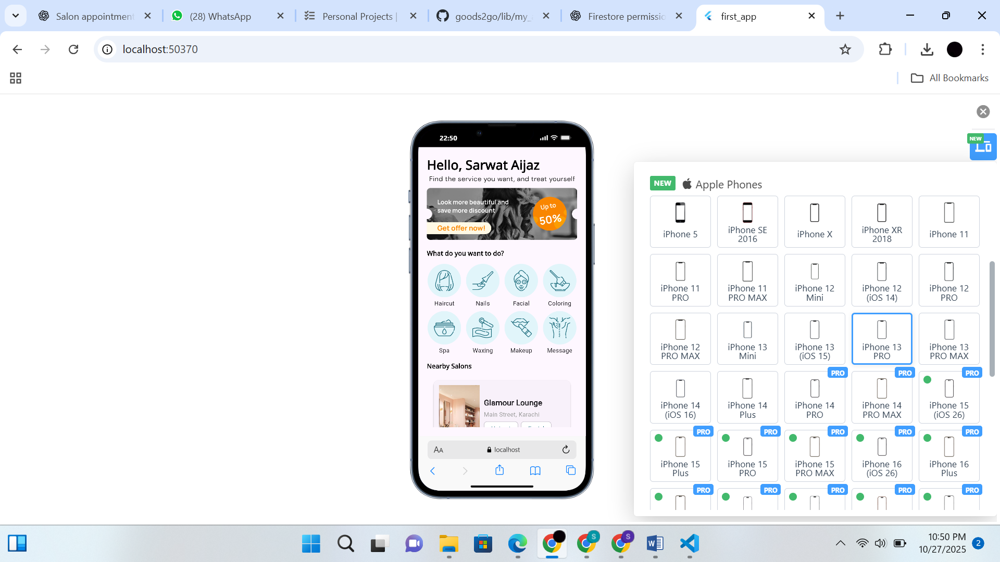 Salon appointment
(28) WhatsApp
Personal Projects |
goods2go/lib/my_
Firestore permissio
first_app
localhost:50370
All Bookmarks
22:50
Hello, Sarwat Aijaz
Find the service you want, and treat yourself
Look more beautiful and
save more discount
Up to
50%
Get offer now!
What do you want to do?
Haircut
Nails
Facial
Coloring
Spa
Waxing
Makeup
Message
Nearby Salons
Glamour Lounge
Main Street, Karachi
AA
localhost
NEW
NEW
Apple Phones
iPhone 5
iPhone SE
2016
iPhone X
iPhone XR
2018
iPhone 11
iPhone 11
PRO
iPhone 11
PRO MAX
iPhone 12
Mini
iPhone 12
(iOS 14)
iPhone 12
PRO
iPhone 12
PRO MAX
iPhone 13
Mini
iPhone 13
(iOS 15)
iPhone 13
PRO
iPhone 13
PRO MAX
iPhone 14
(iOS 16)
iPhone 14
Plus
PRO
iPhone 14
PRO
PRO
iPhone 14
PRO MAX
PRO
iPhone 15
(iOS 26)
PRO
iPhone 15
Plus
PRO
iPhone 15
PRO
PRO
iPhone 15
PRO MAX
PRO
iPhone 16
(iOS 26)
PRO
iPhone 16
Plus
PRO
PRO
PRO
PRO
PRO
S
S
W
10:50 PM
10/27/2025
2